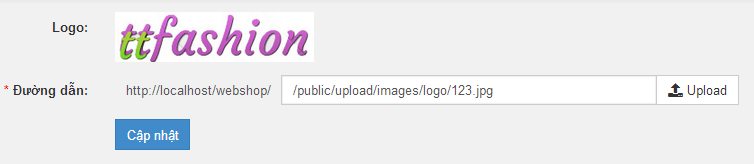 Logo: ttfashion
* Đường dẫn: http://localhost/webshop/ /public/upload/images/logo/123.jpg Upload
Cập nhật